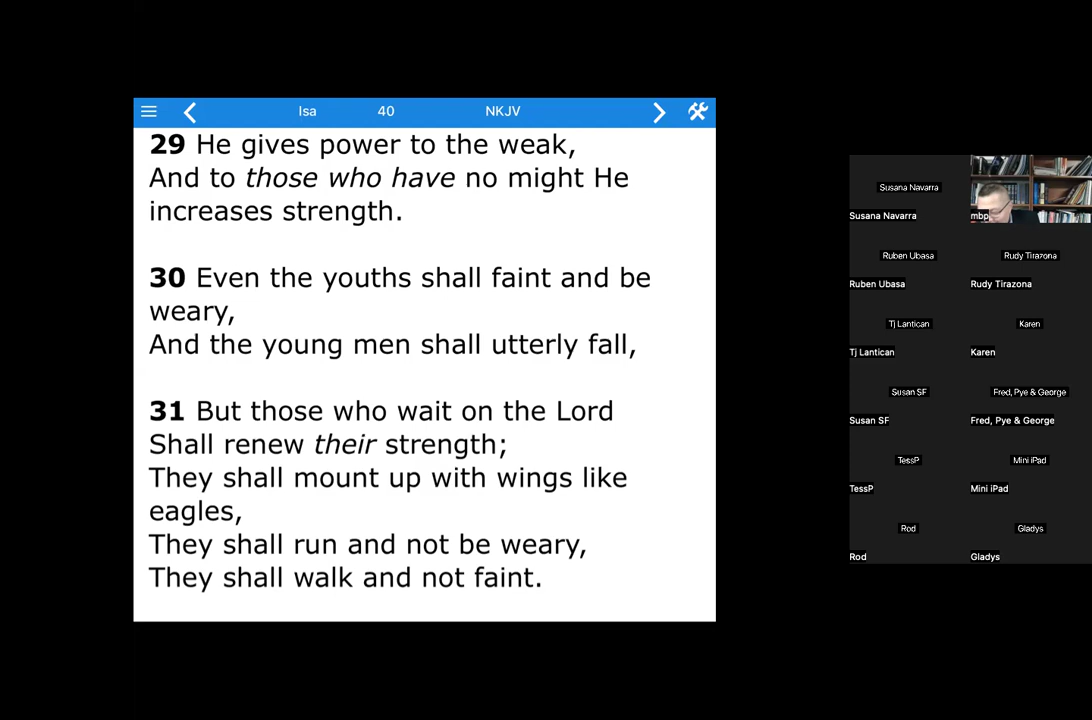 Isa 40 NKJV
29 He gives power to the weak,
And to those who have no might He
increases strength.
30 Even the youths shall faint and be
weary,
And the young men shall utterly fall,
31 But those who wait on the Lord
Shall renew their strength;
They shall mount up with wings like
eagles,
They shall run and not be weary,
They shall walk and not faint.
Susana Navarra
Susana Navarra
mbp
Ruben Ubasa
Rudy Tirazona
Ruben Ubasa
Rudy Tirazona
Tj Lantican
Karen
Tj Lantican
Karen
Susan SF
Fred, Pye & George
Susan SF
Fred, Pye & George
TessP
Mini iPad
TessP
Mini iPad
Rod
Gladys
Rod
Gladys